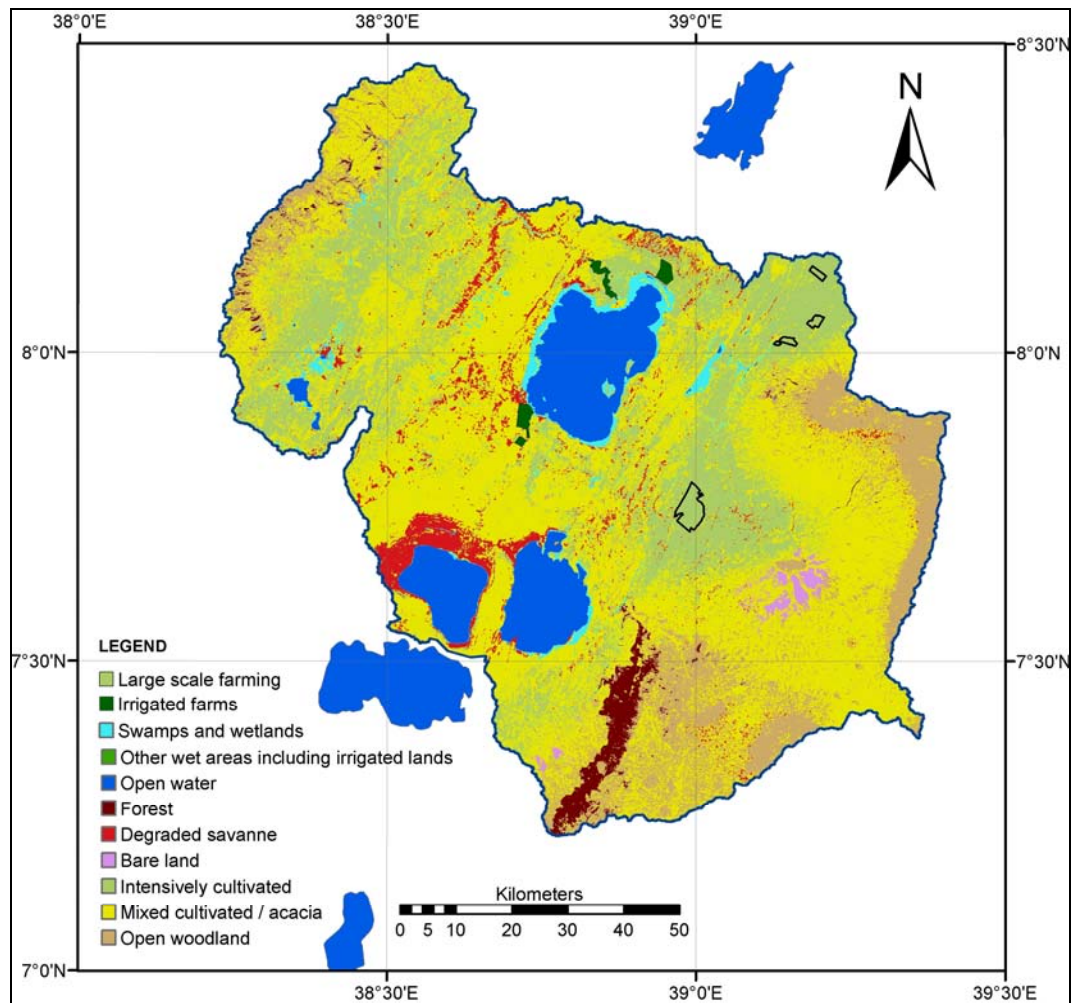 38°0'E 38°30'E 39°0'E
8°30'N 8°30'N
N
8°0'N 8°0'N
7°30'N 7°30'N
LEGEND
Large scale farming
Irrigated farms
Swamps and wetlands
Other wet areas including irrigated lands
Open water
Forest
Degraded savanne
Bare land
Intensively cultivated
Mixed cultivated / acacia
Open woodland
Kilometers
0 5 10 20 30 40 50
7°0'N 7°0'N
38°30'E 39°0'E 39°30'E